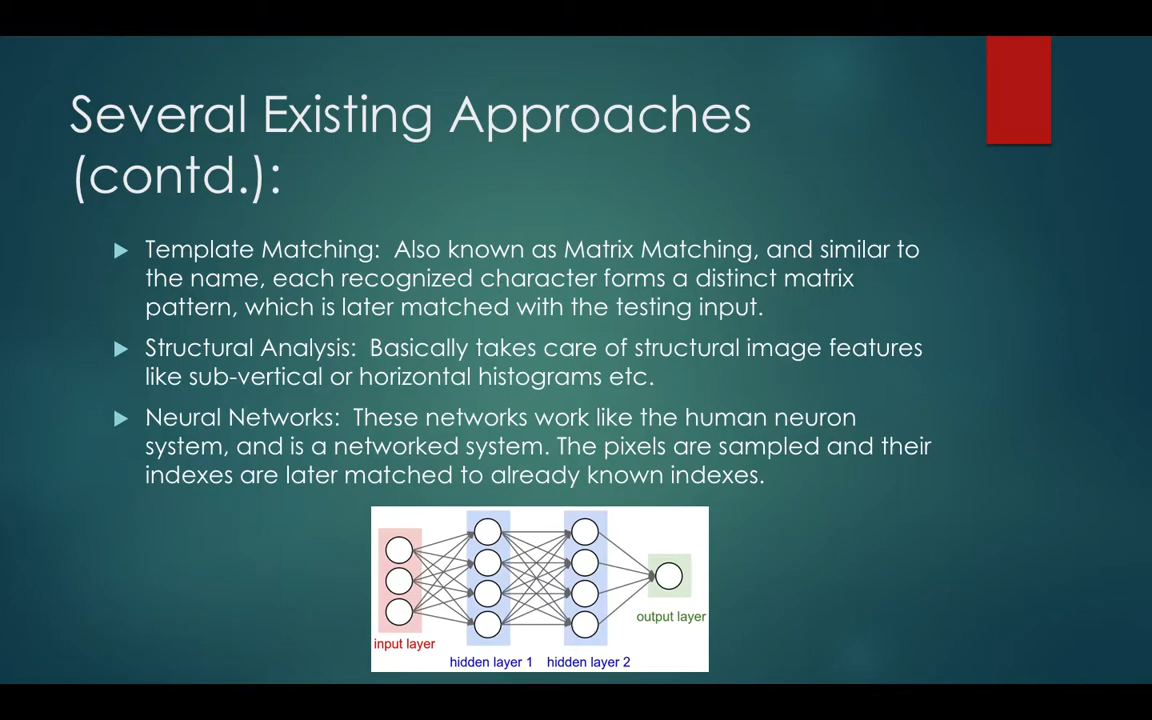 Several Existing Approaches
(contd.):
Template Matching:  Also known as Matrix Matching, and similar to
the name, each recognized character forms a distinct matrix
pattern, which is later matched with the testing input.
Structural Analysis:  Basically takes care of structural image features
like sub-vertical or horizontal histograms etc.
Neural Networks:  These networks work like the human neuron
system, and is a networked system. The pixels are sampled and their
indexes are later matched to already known indexes.
output layer
input layer
hidden layer 1
hidden layer 2